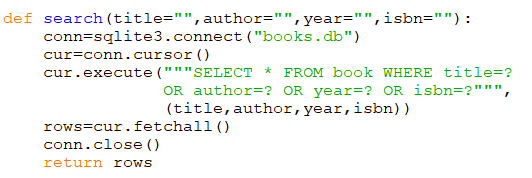 def search(title="",author="",year="",isbn=""):
    conn=sqlite3.connect("books.db")
    cur=conn.cursor()
    cur.execute("""SELECT * FROM book WHERE title=?
                OR author=? OR year=? OR isbn=?""",
                (title,author,year,isbn))
    rows=cur.fetchall()
    conn.close()
    return rows